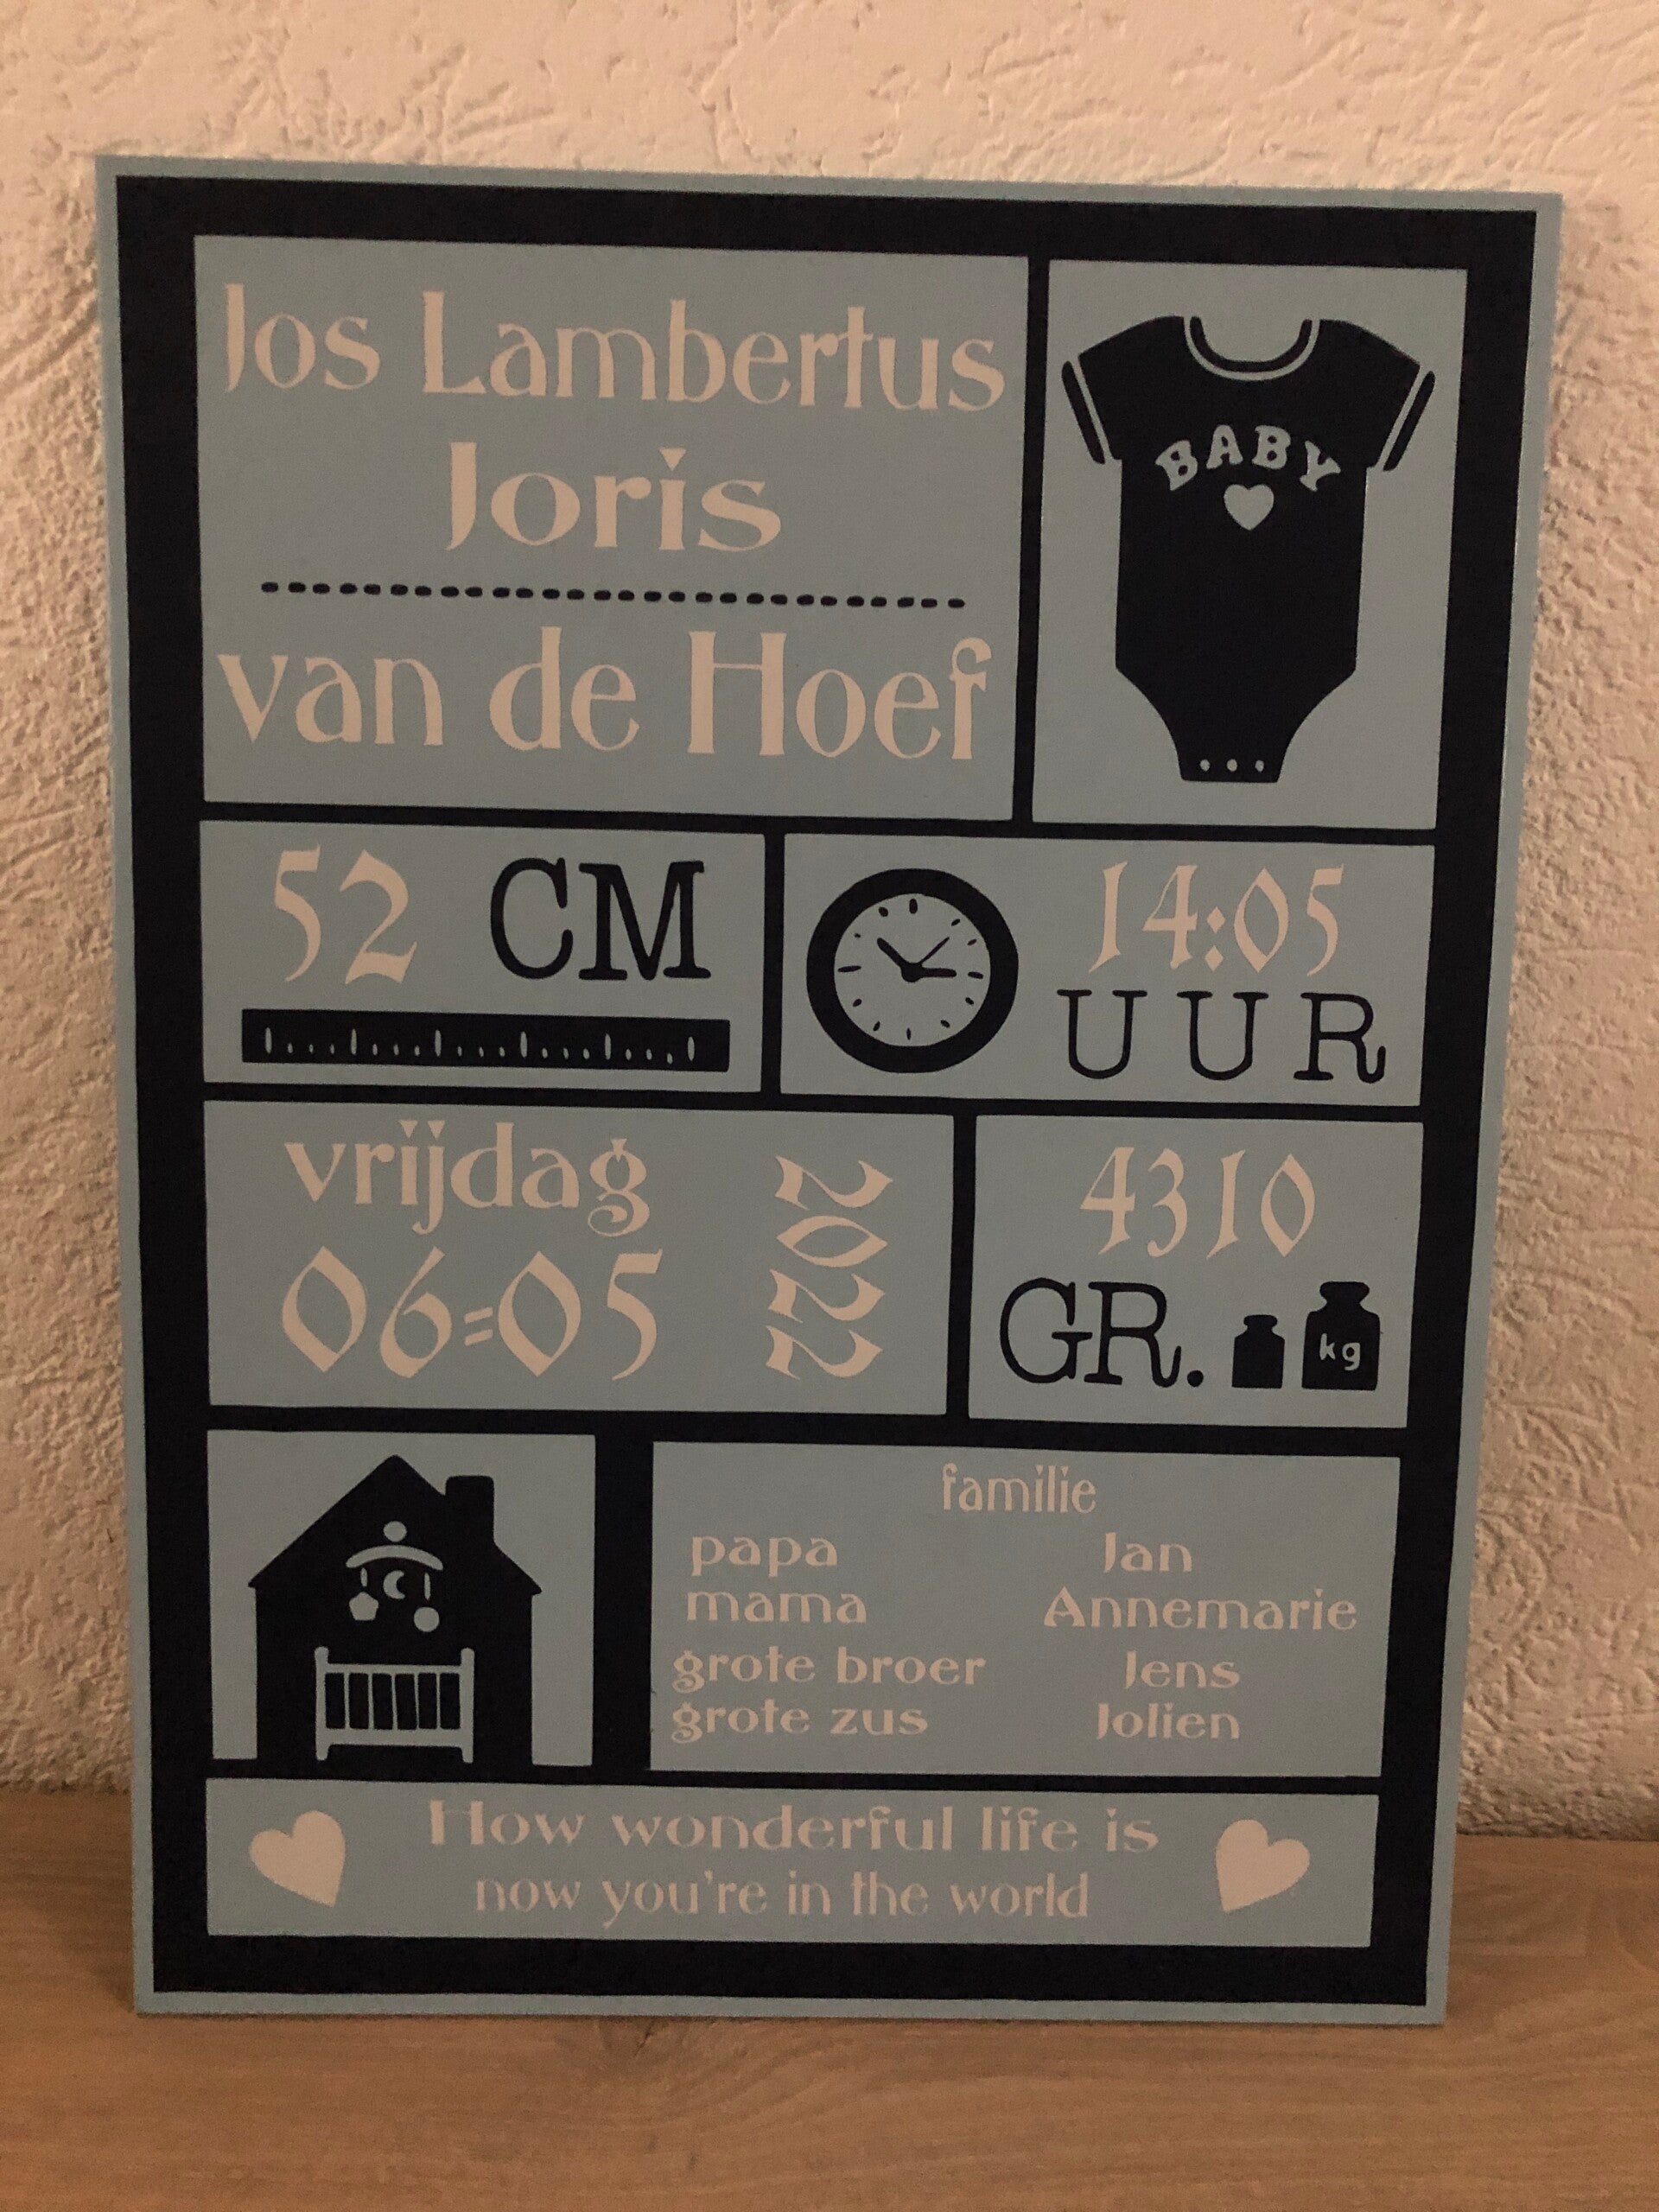 Jos Lambertus
Joris
van de Hoef
BABY
52 CM
14:05
UUR
vrijdag
06=05
2022
4310
GR.
kg
familie
papa Jan
mama Annemarie
grote broer Jens
grote zus Jolien
How wonderful life is
now you're in the world